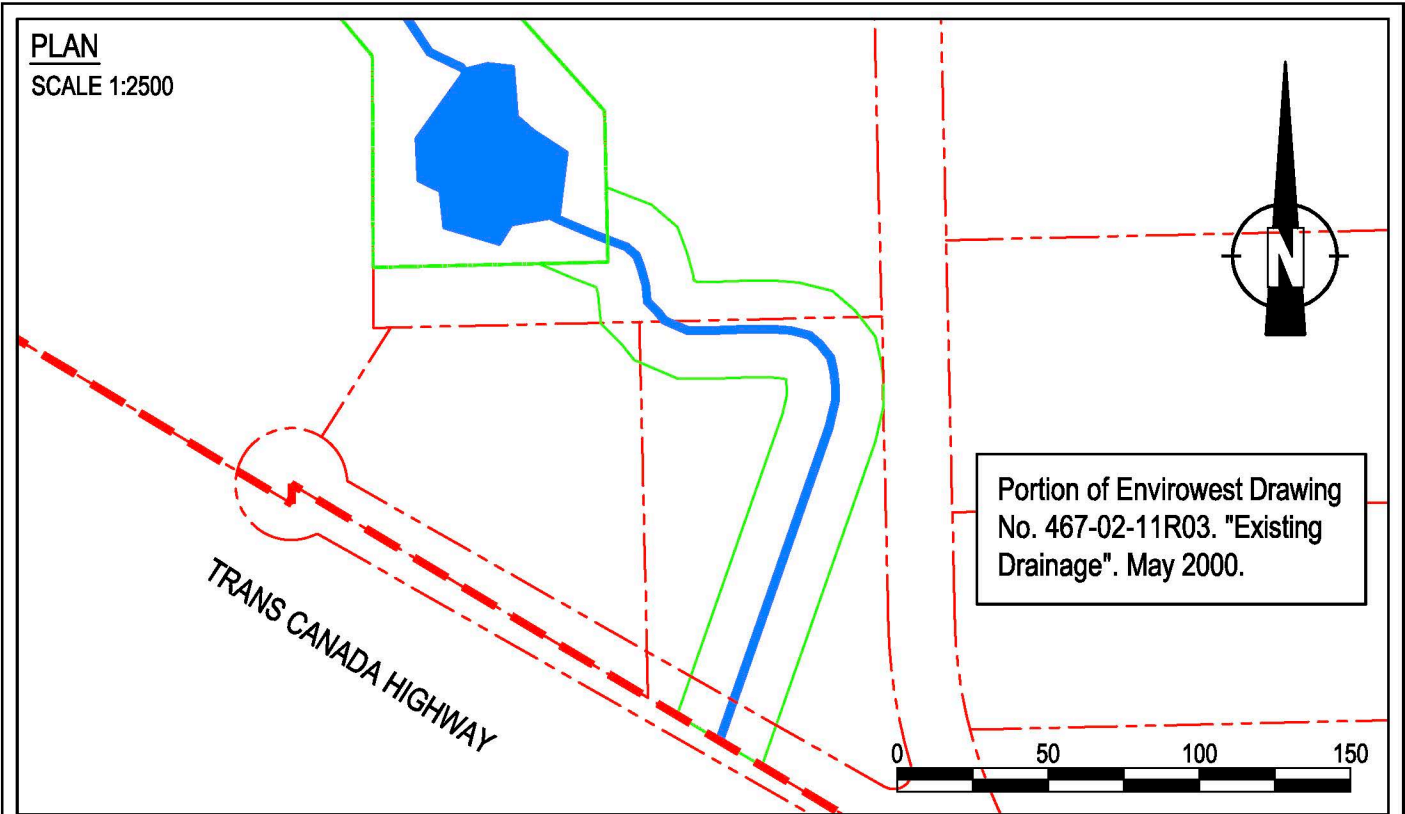 PLAN
SCALE 1:2500
N
Portion of Envirowest Drawing
No. 467-02-11R03. "Existing
Drainage". May 2000.
TRANS CANADA HIGHWAY
0 50 100 150